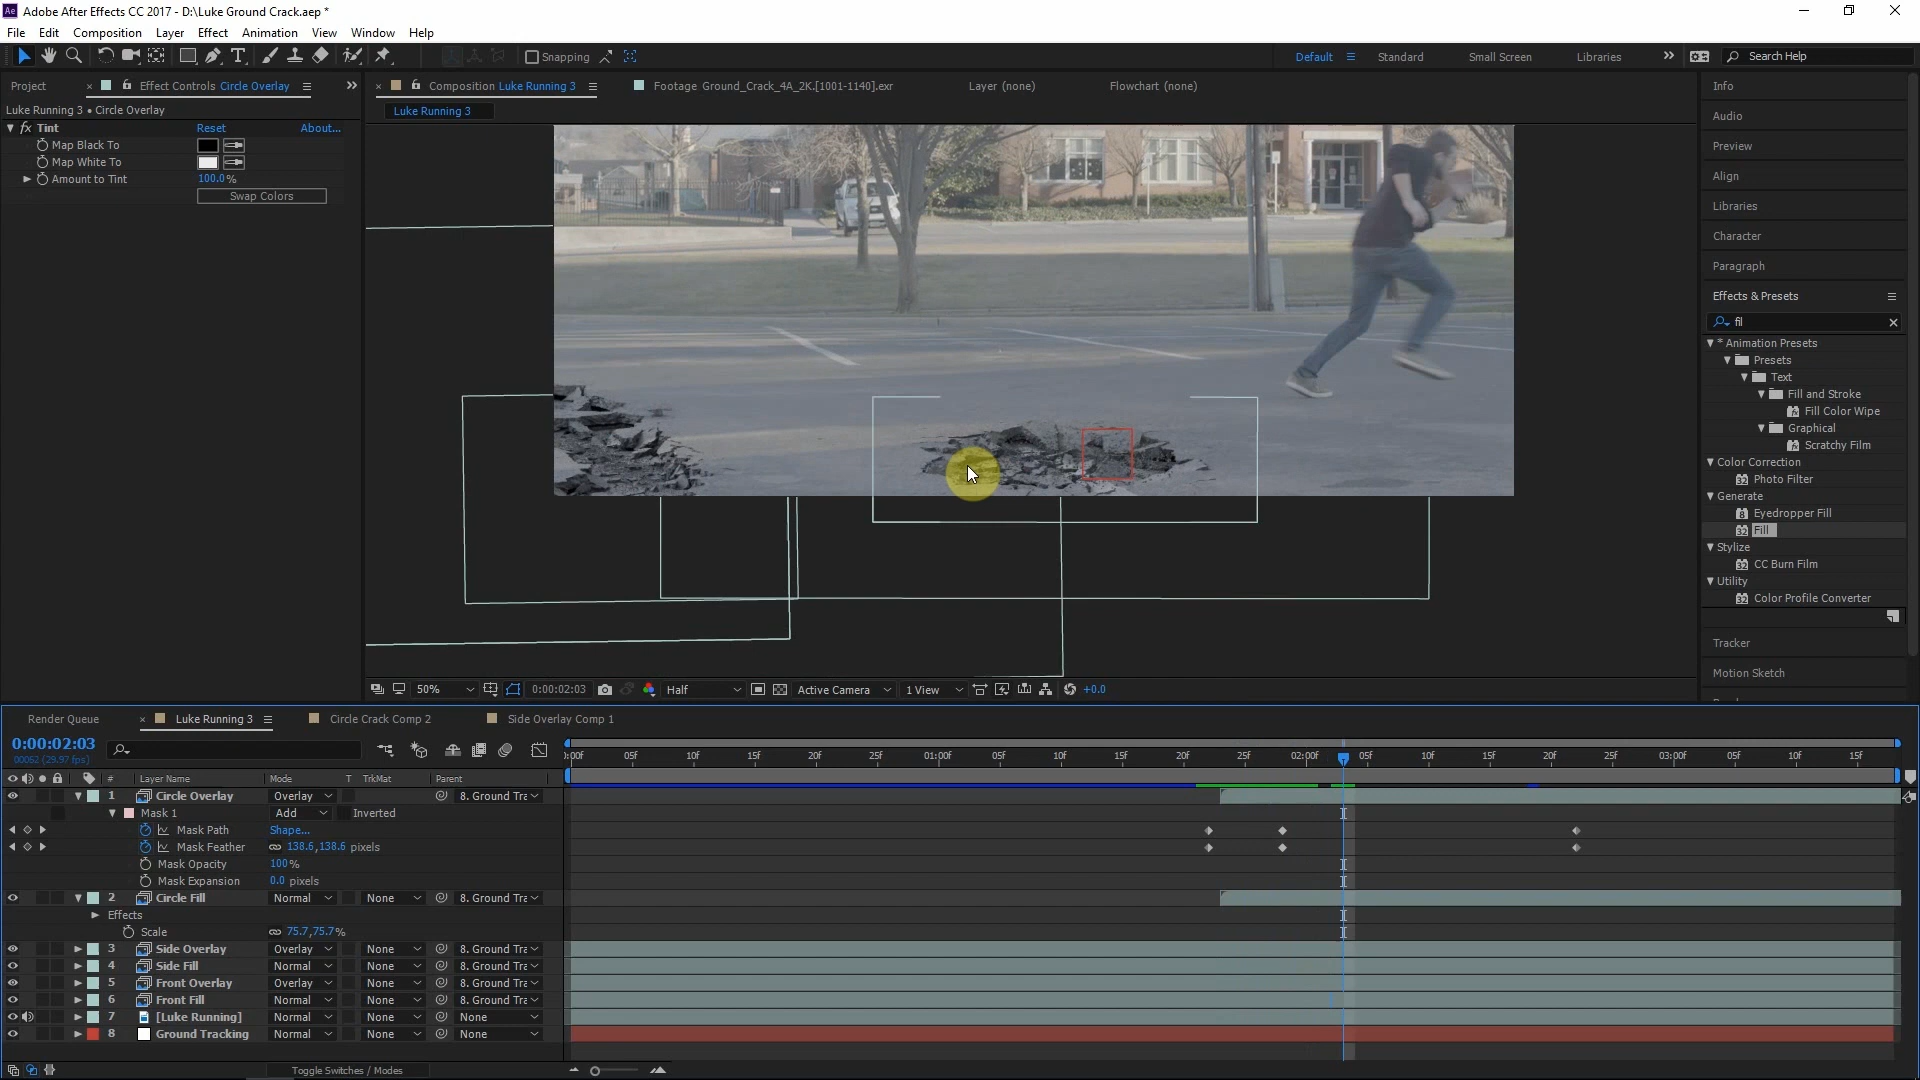 Ae Adobe After Effects CC 2017 - D:\Luke Ground Crack.aep *
File Edit Composition Layer Effect Animation View Window Help
Snapping Default Standard Small Screen Libraries Search Help
Project Effect Controls Circle Overlay
Composition Luke Running 3 Footage Ground_Crack_4A_2K.[1001-1140].exr Layer (none) Flowchart (none)
Luke Running 3 • Circle Overlay
Luke Running 3
fx Tint Reset About...
Map Black To
Map White To
Amount to Tint 100.0%
Swap Colors
Info
Audio
Preview
Align
Libraries
Character
Paragraph
Effects & Presets
fil
* Animation Presets
Presets
Text
Fill and Stroke
Fill Color Wipe
Graphical
Scratchy Film
Color Correction
Photo Filter
Generate
Eyedropper Fill
Fill
Stylize
CC Burn Film
Utility
Color Profile Converter
Tracker
Motion Sketch
50% 0:00:02:03 Half Active Camera 1 View +0.0
Render Queue Luke Running 3 Circle Crack Comp 2 Side Overlay Comp 1
0:00:02:03
00062 (29.97 fps)
:00f 05f 10f 15f 20f 25f 01:00f 05f 10f 15f 20f 25f 02:00f 05f 10f 15f 20f 25f 03:00f 05f 10f 15f
# Layer Name Mode T TrkMat Parent
1 Circle Overlay Overlay 8. Ground Tra
Mask 1 Add Inverted
Mask Path Shape...
Mask Feather 138.6,138.6 pixels
Mask Opacity 100%
Mask Expansion 0.0 pixels
2 Circle Fill Normal None 8. Ground Tra
Effects
Scale 75.7,75.7%
3 Side Overlay Overlay None 8. Ground Tra
4 Side Fill Normal None 8. Ground Tra
5 Front Overlay Overlay None 8. Ground Tra
6 Front Fill Normal None 8. Ground Tra
7 [Luke Running] Normal None None
8 Ground Tracking Normal None None
Toggle Switches / Modes